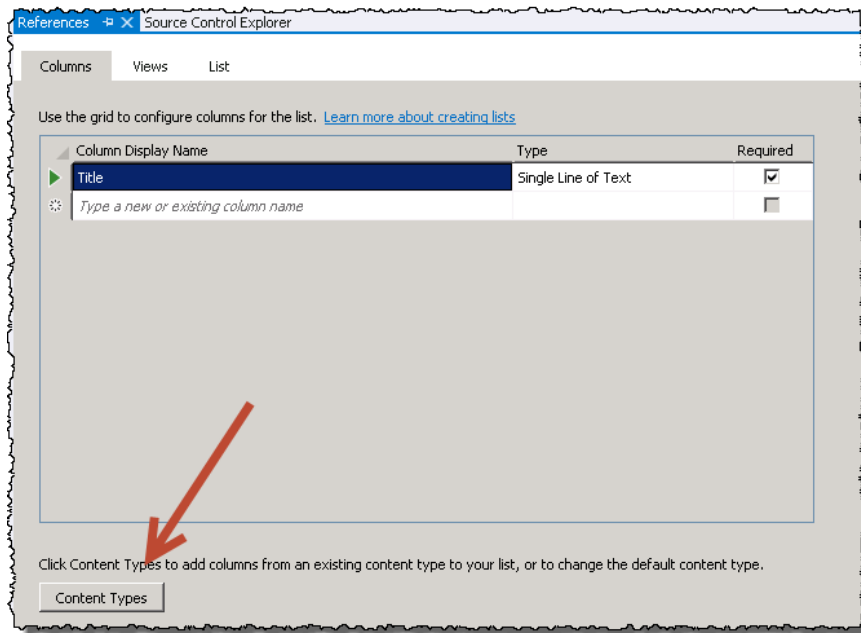 References Source Control Explorer
Columns Views List
Use the grid to configure columns for the list. Learn more about creating lists
Column Display Name Type Required
Title Single Line of Text
Type a new or existing column name
Click Content Types to add columns from an existing content type to your list, or to change the default content type.
Content Types